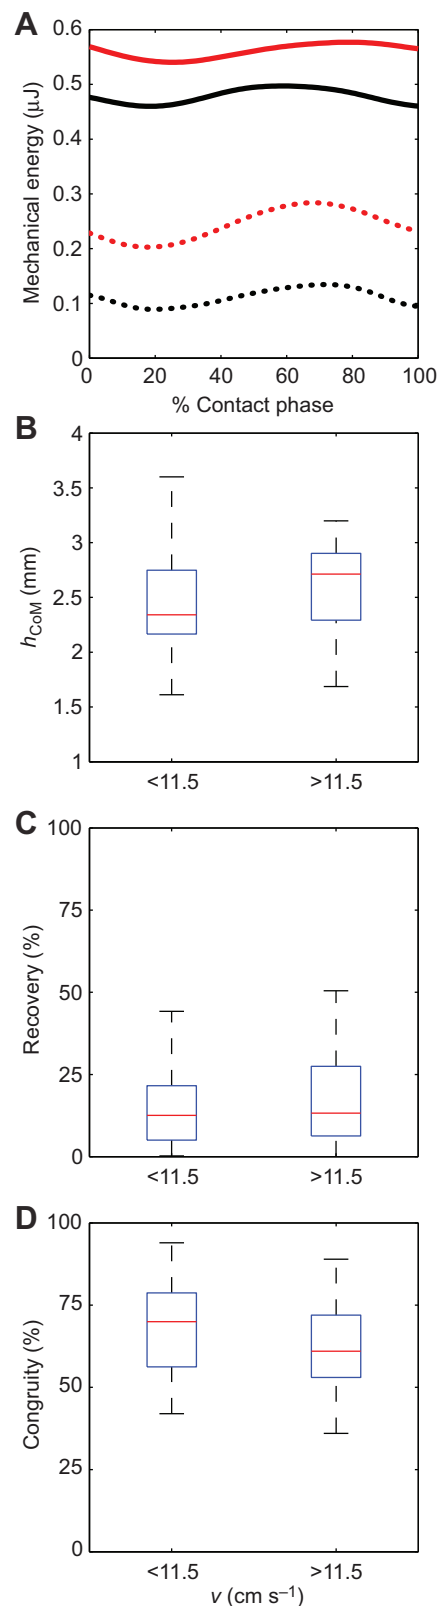 A
Mechanical energy (μJ)
0.6
0.5
0.4
0.3
0.2
0.1
0
0 20 40 60 80 100
% Contact phase
B
h_CoM (mm)
4
3.5
3
2.5
2
1.5
1
<11.5 >11.5
C
Recovery (%)
100
75
50
25
0
<11.5 >11.5
D
Congruity (%)
100
75
50
25
0
<11.5 >11.5
v (cm s⁻¹)